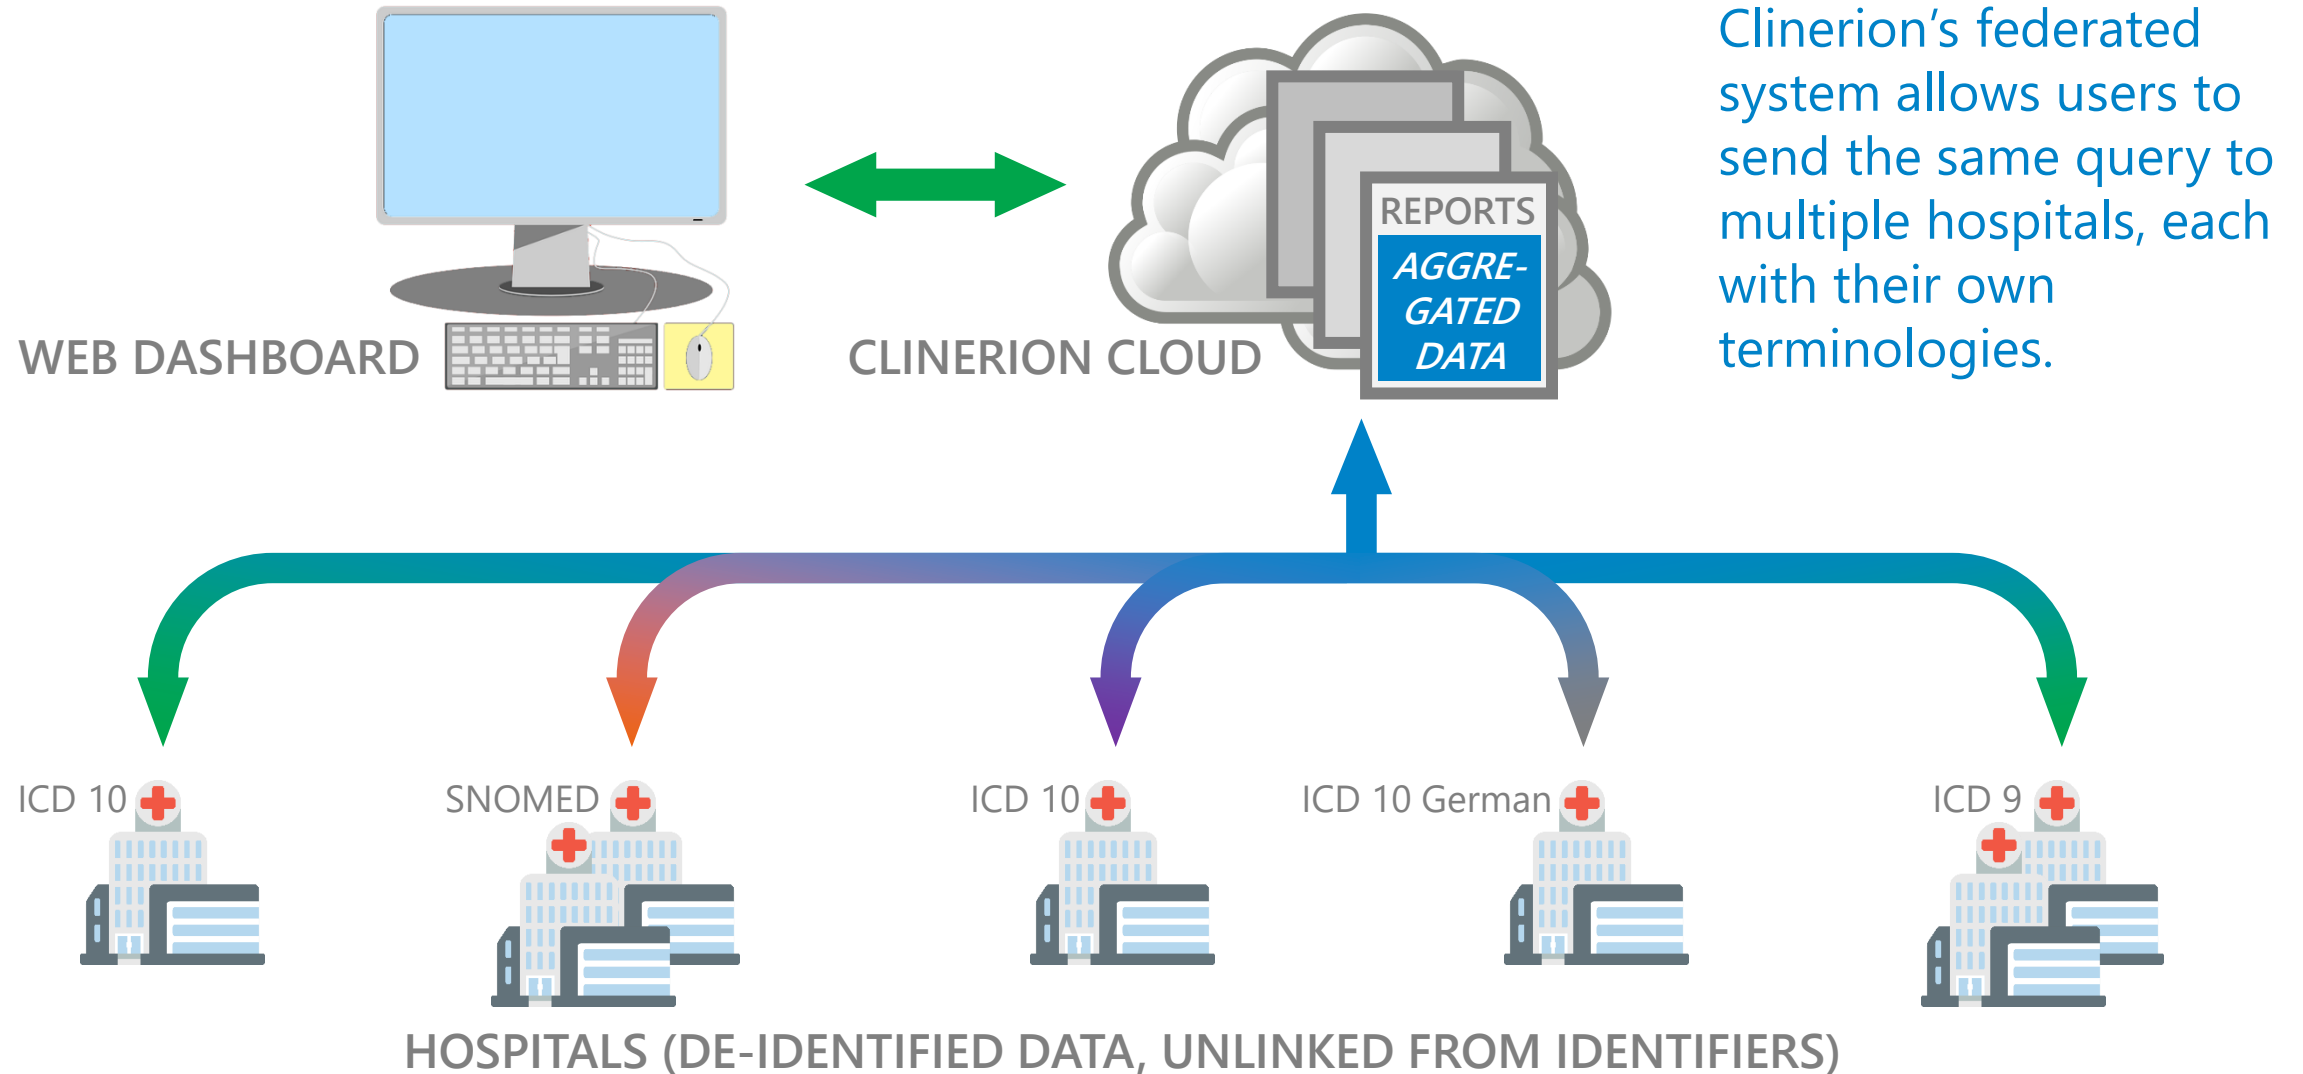 Clinerion’s federated
system allows users to
send the same query to
multiple hospitals, each
with their own
terminologies.
REPORTS
AGGRE-
GATED
DATA
WEB DASHBOARD
CLINERION CLOUD
ICD 10
SNOMED
ICD 10
ICD 10 German
ICD 9
HOSPITALS (DE-IDENTIFIED DATA, UNLINKED FROM IDENTIFIERS)